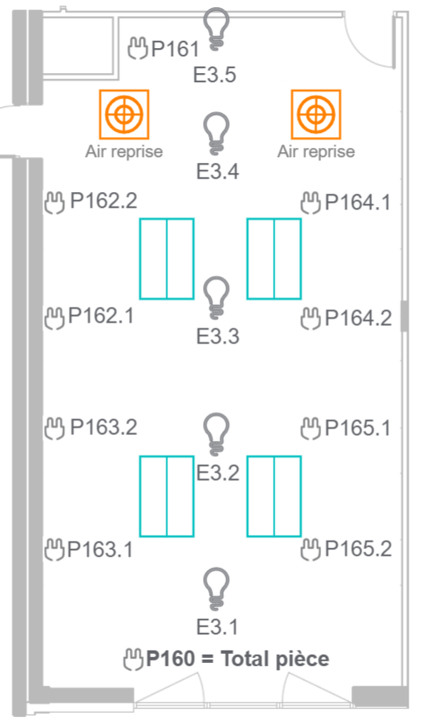 P161
E3.5
Air reprise
Air reprise
E3.4
P162.2
P164.1
P162.1
P164.2
E3.3
P163.2
P165.1
E3.2
P163.1
P165.2
E3.1
P160 = Total pièce